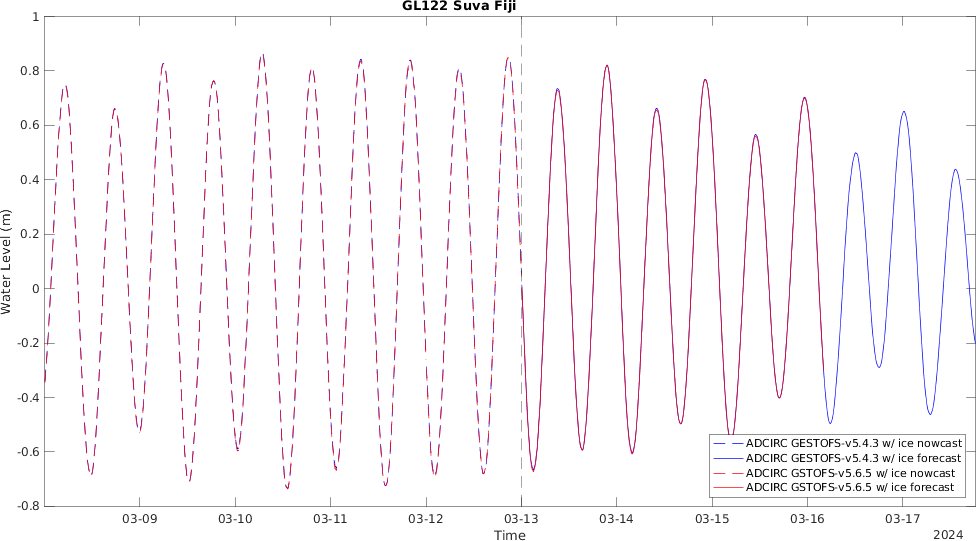 GL122 Suva Fiji
1
0.8
0.6
0.4
0.2
0
-0.2
-0.4
-0.6
-0.8
Water Level (m)
03-09 03-10 03-11 03-12 03-13 03-14 03-15 03-16 03-17
Time
2024
ADCIRC GESTOFS-v5.4.3 w/ ice nowcast
ADCIRC GESTOFS-v5.4.3 w/ ice forecast
ADCIRC GSTOFS-v5.6.5 w/ ice nowcast
ADCIRC GSTOFS-v5.6.5 w/ ice forecast